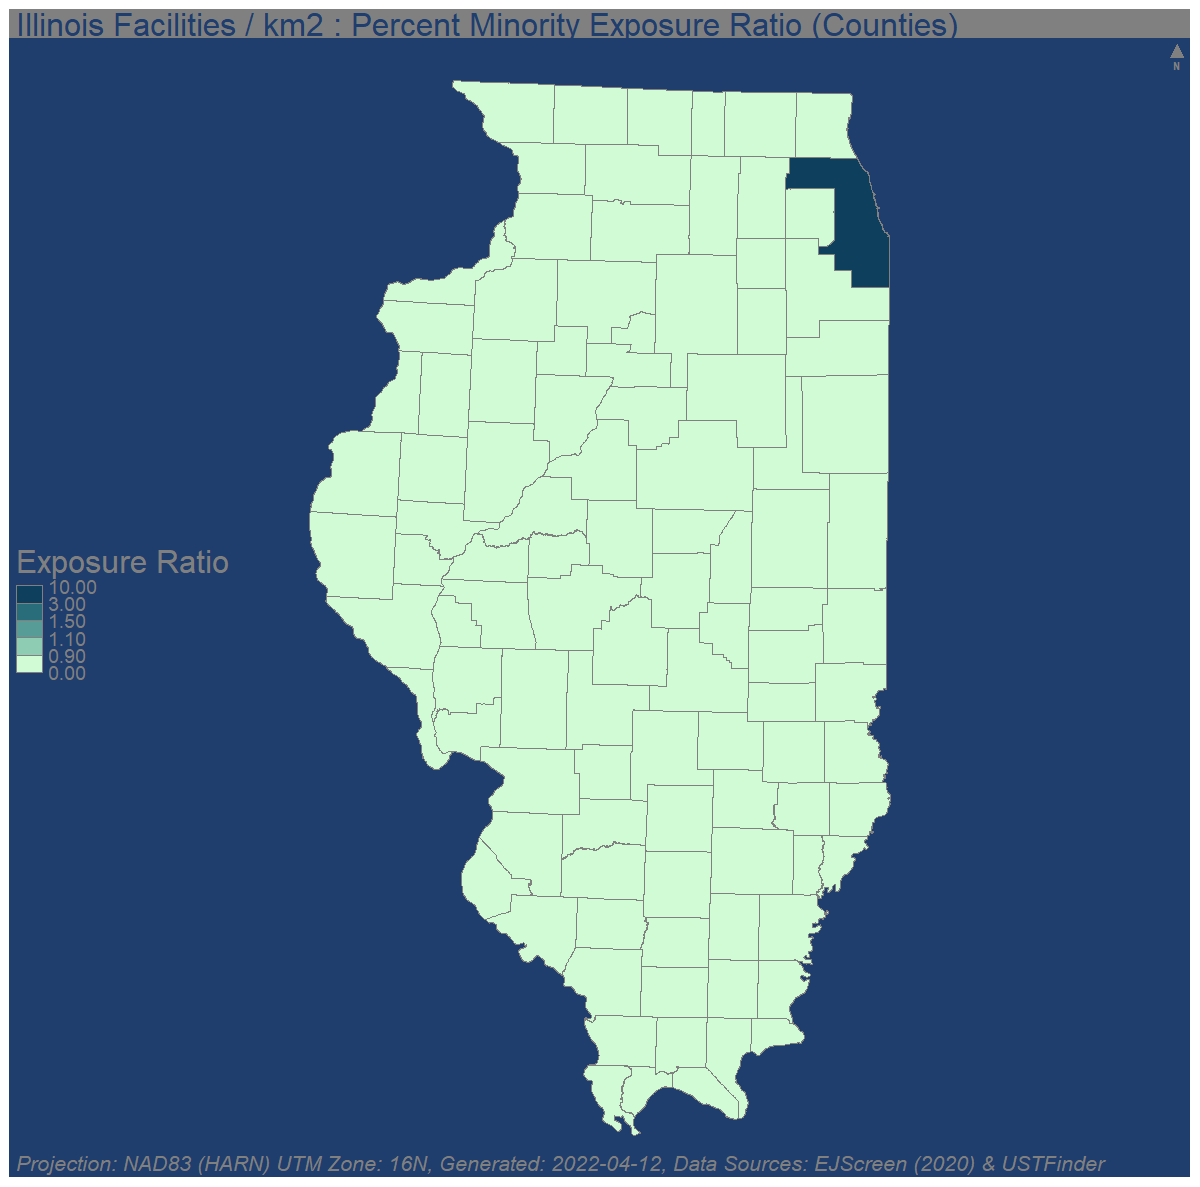 Illinois Facilities / km2 : Percent Minority Exposure Ratio (Counties)
N
Exposure Ratio
10.00
3.00
1.50
1.10
0.90
0.00
Projection: NAD83 (HARN) UTM Zone: 16N, Generated: 2022-04-12, Data Sources: EJScreen (2020) & USTFinder